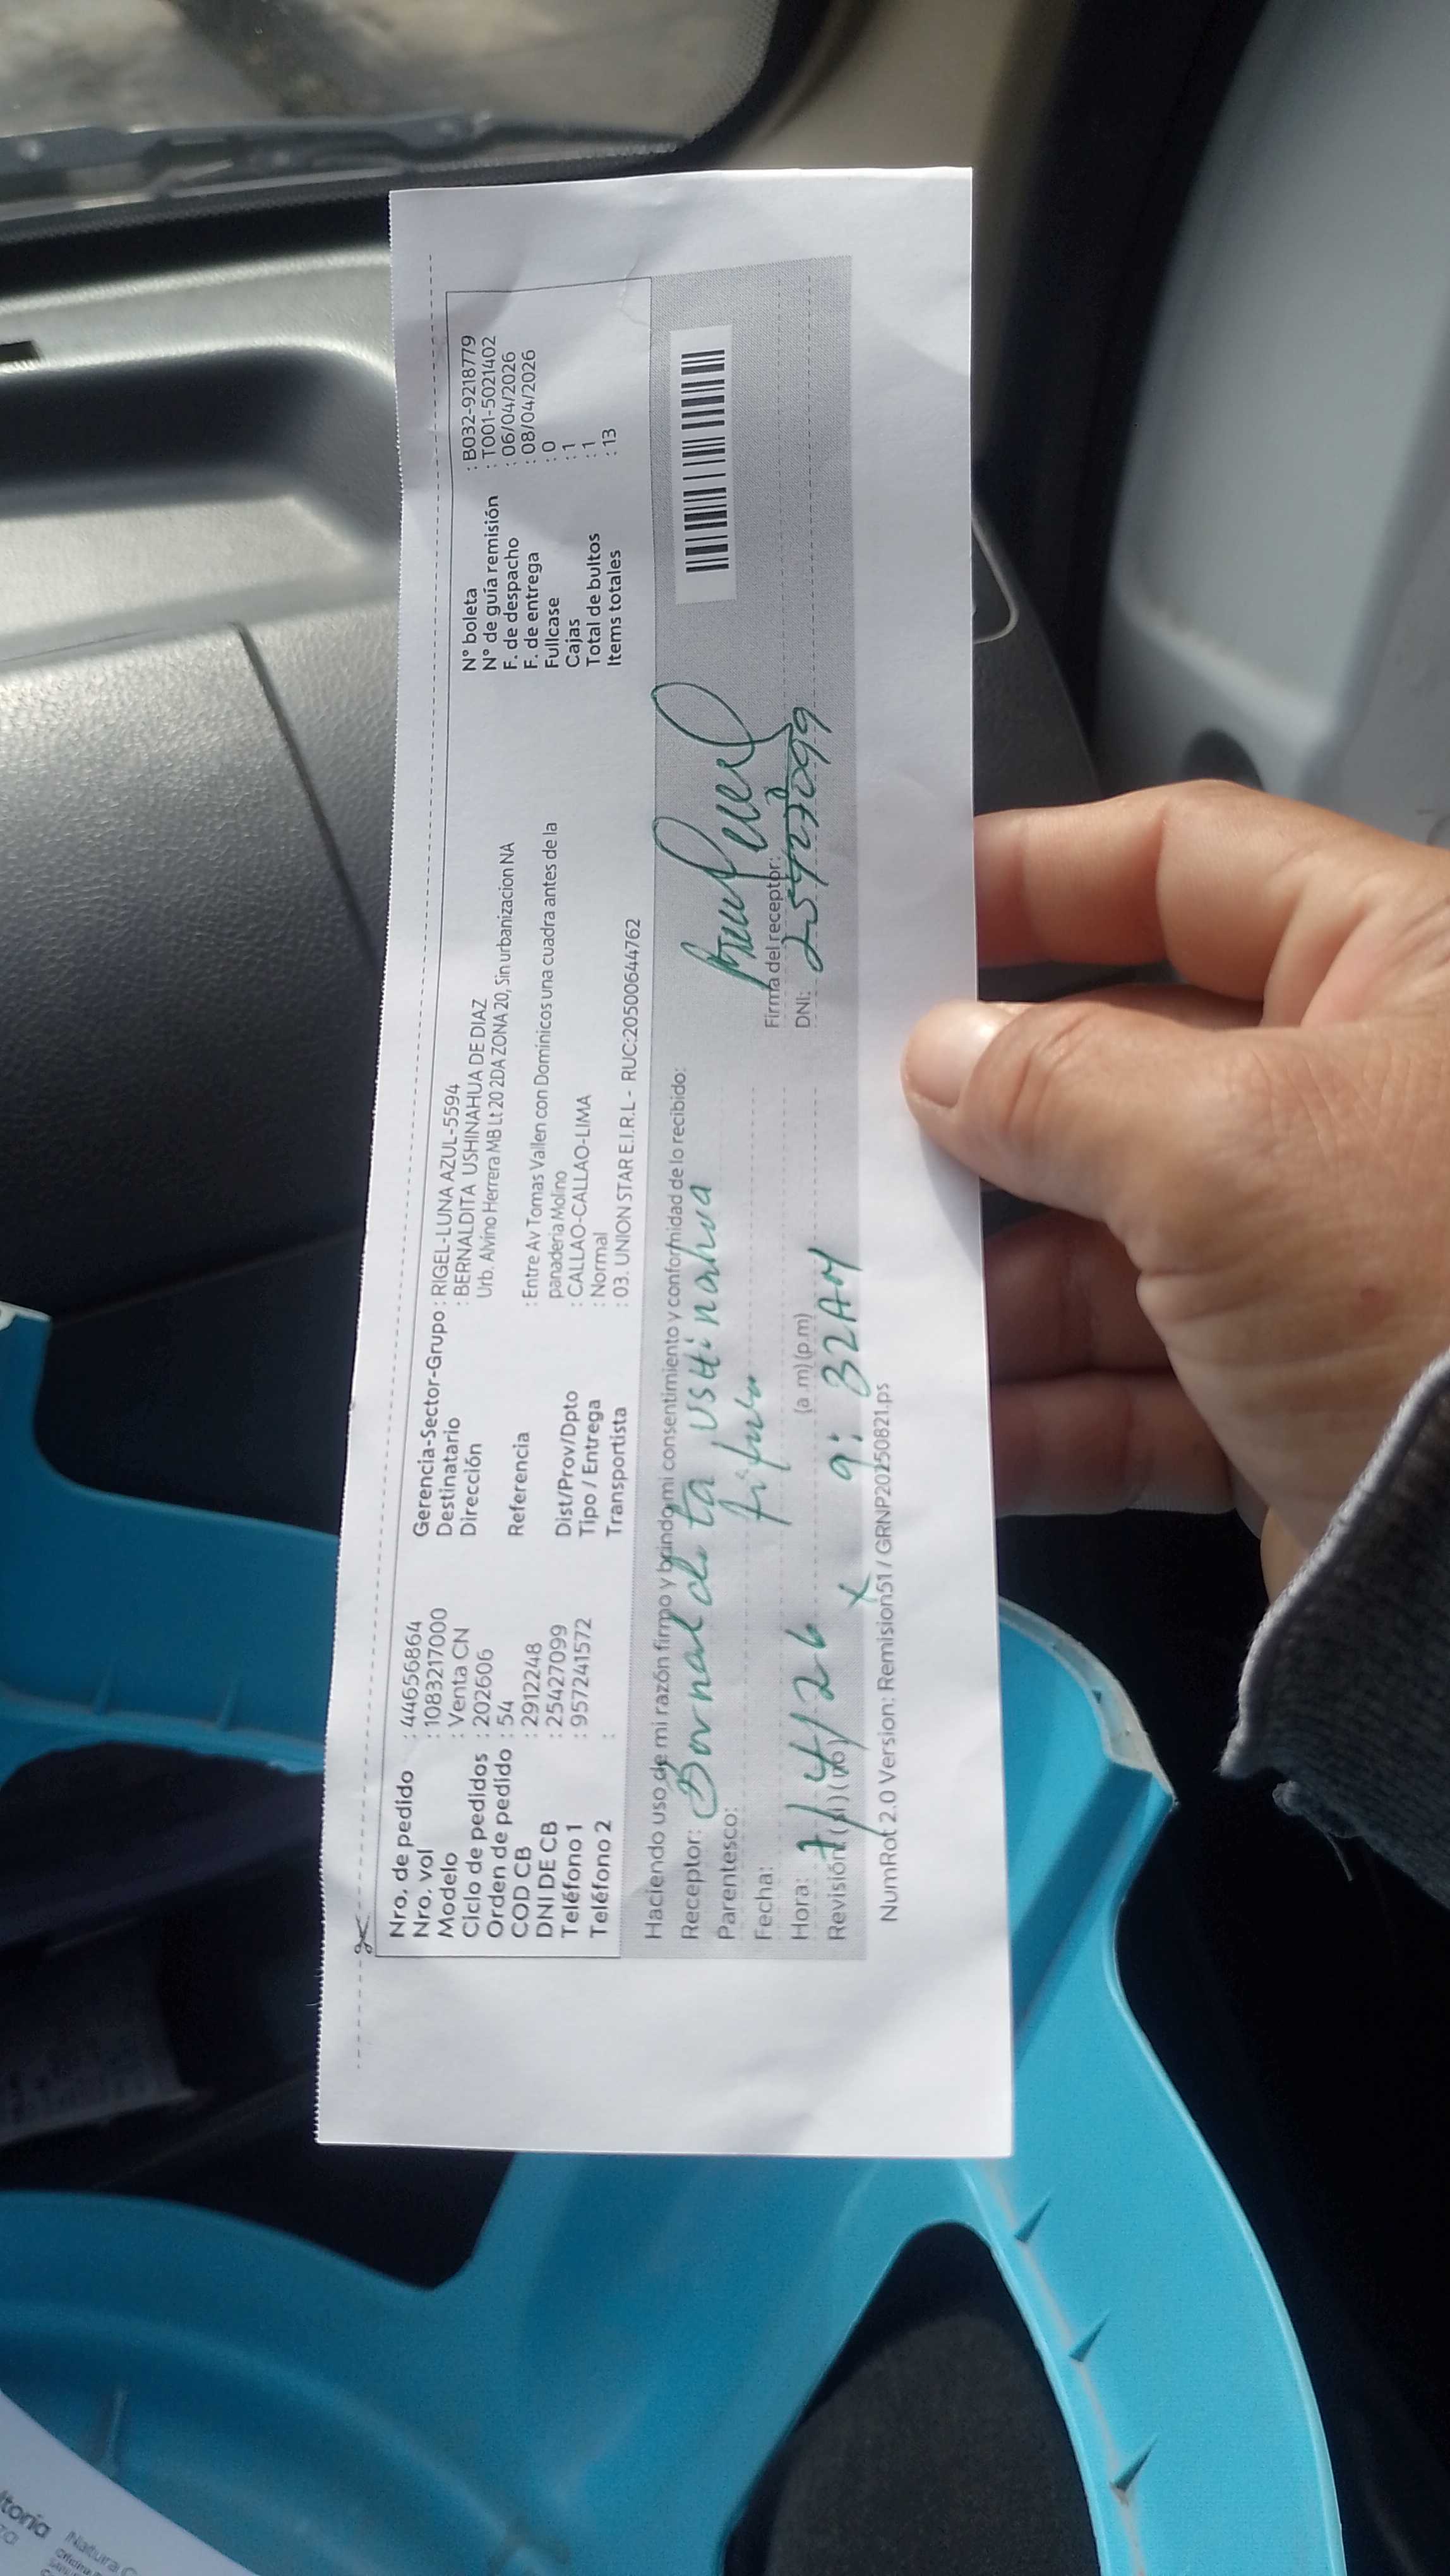 Nro. de pedido : 44656864
Nro. vol : 1083217000
Modelo : Venta CN
Ciclo de pedidos : 202606
Orden de pedido : 54
COD CB : 2912248
DNI DE CB : 25427099
Teléfono 1 : 957241572
Teléfono 2 :
Gerencia-Sector-Grupo : RIGEL-LUNA AZUL-5594
Destinatario : BERNALDITA USHINAHUA DE DIAZ
Dirección Urb. Alvino Herrera MB Lt 20 2DA ZONA 20, Sin urbanizacion NA
Referencia : Entre Av Tomas Vallen con Dominicos una cuadra antes de la
panaderia Molino
Dist/Prov/Dpto : CALLAO-CALLAO-LIMA
Tipo / Entrega : Normal
Transportista : 03. UNION STAR E.I.R.L - RUC:20500644762
N° boleta : B032-9218779
N° de guía remisión : T001-5021402
F. de despacho : 06/04/2026
F. de entrega : 08/04/2026
Fullcase : 0
Cajas : 1
Total de bultos : 1
Items totales : 13
Haciendo uso de mi razón firmo y brindo mi consentimiento y conformidad de lo recibido:
Receptor: Bernaldita Ushinahua
Parentesco:
Fecha:
Hora: 7/4/26 (a.m) (p.m)
Revisión: (si) (no) x 9:32AM
Firma del receptor:
DNI: 25427099
NumRot 2.0 Version: Remision51 / GRNP20250821.ps
Natura